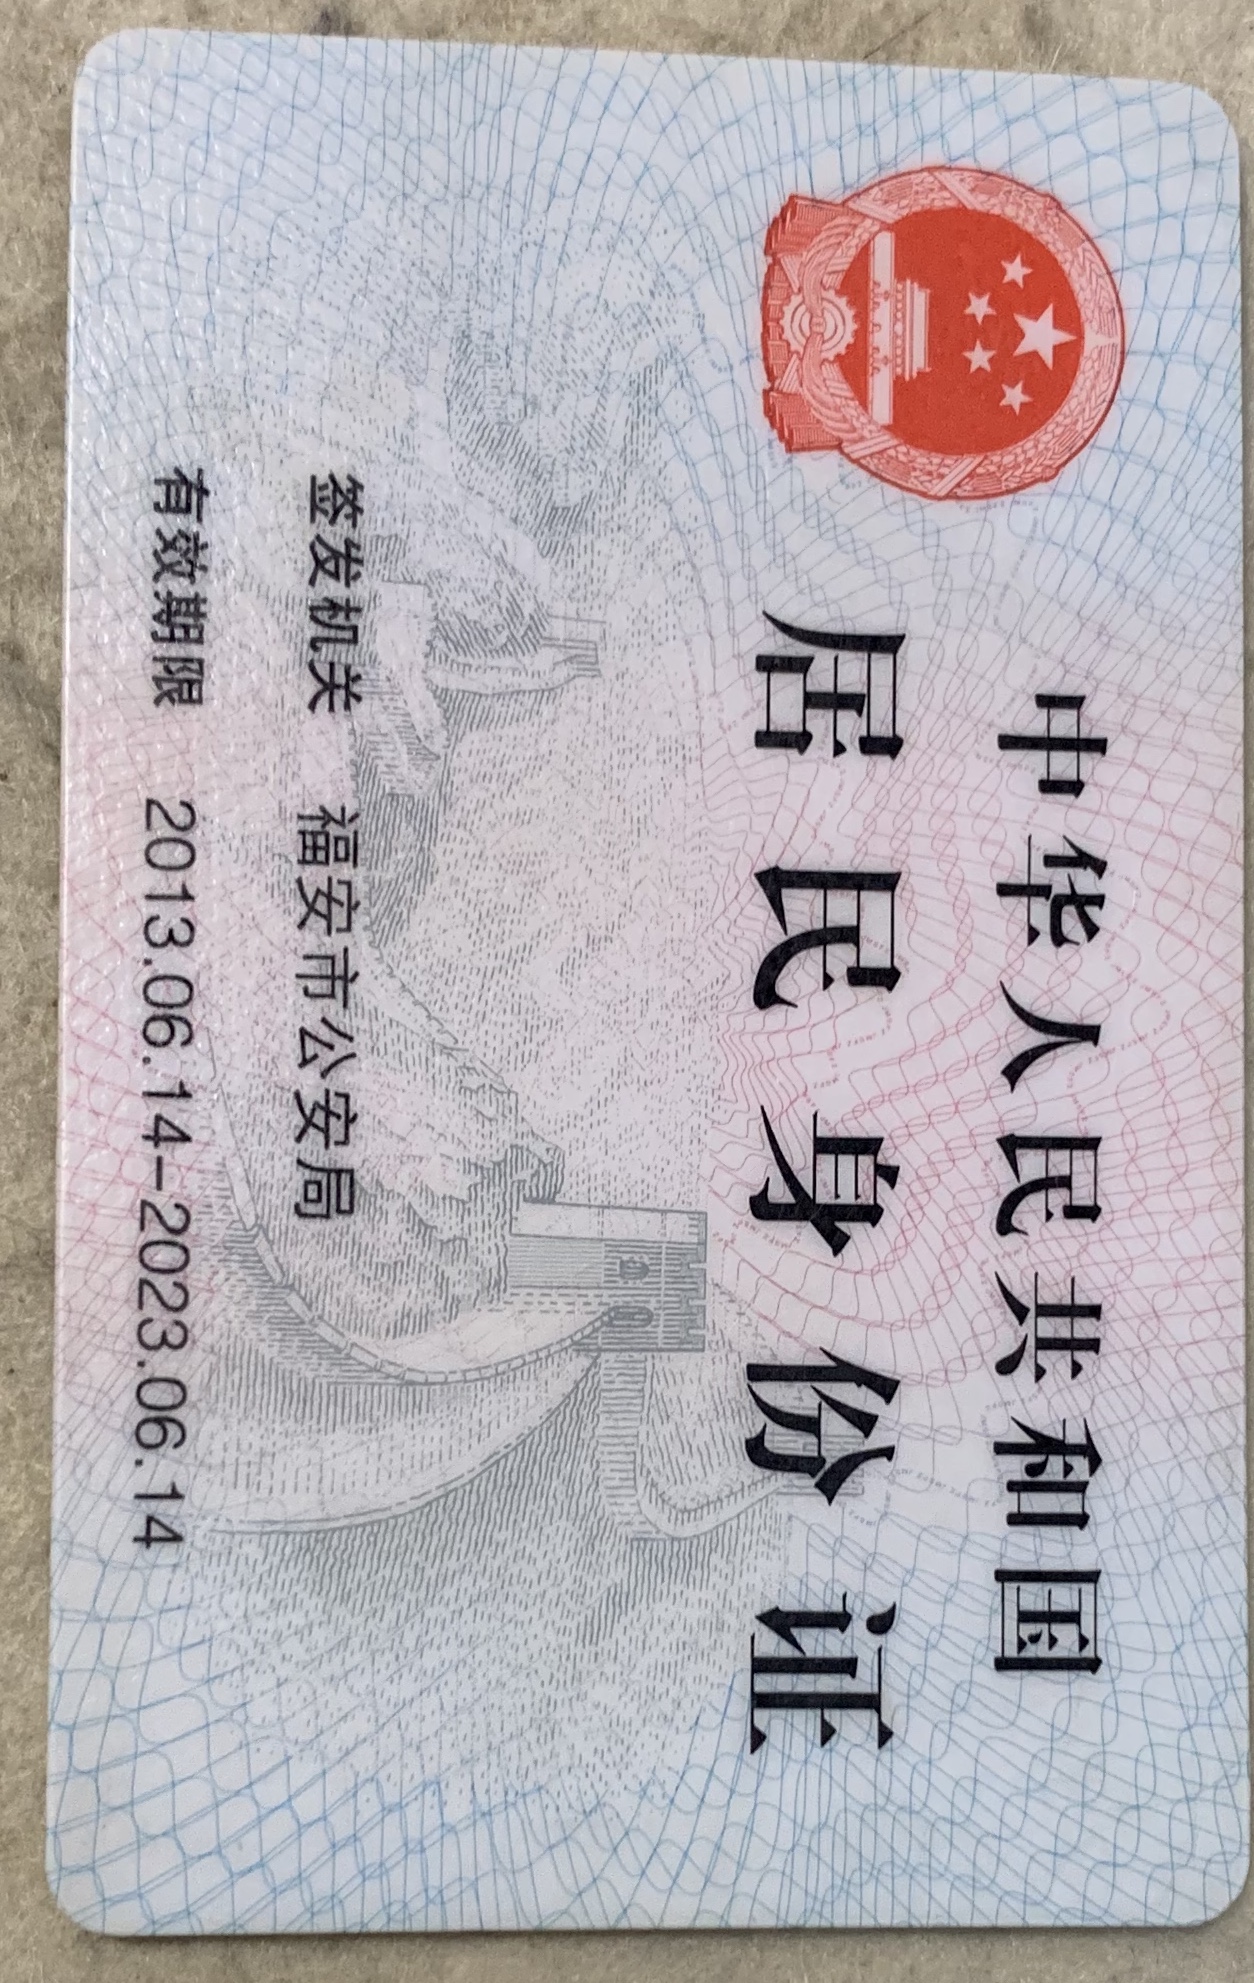 中华人民共和国
居民身份证
签发机关 福安市公安局
有效期限 2013.06.14-2023.06.14